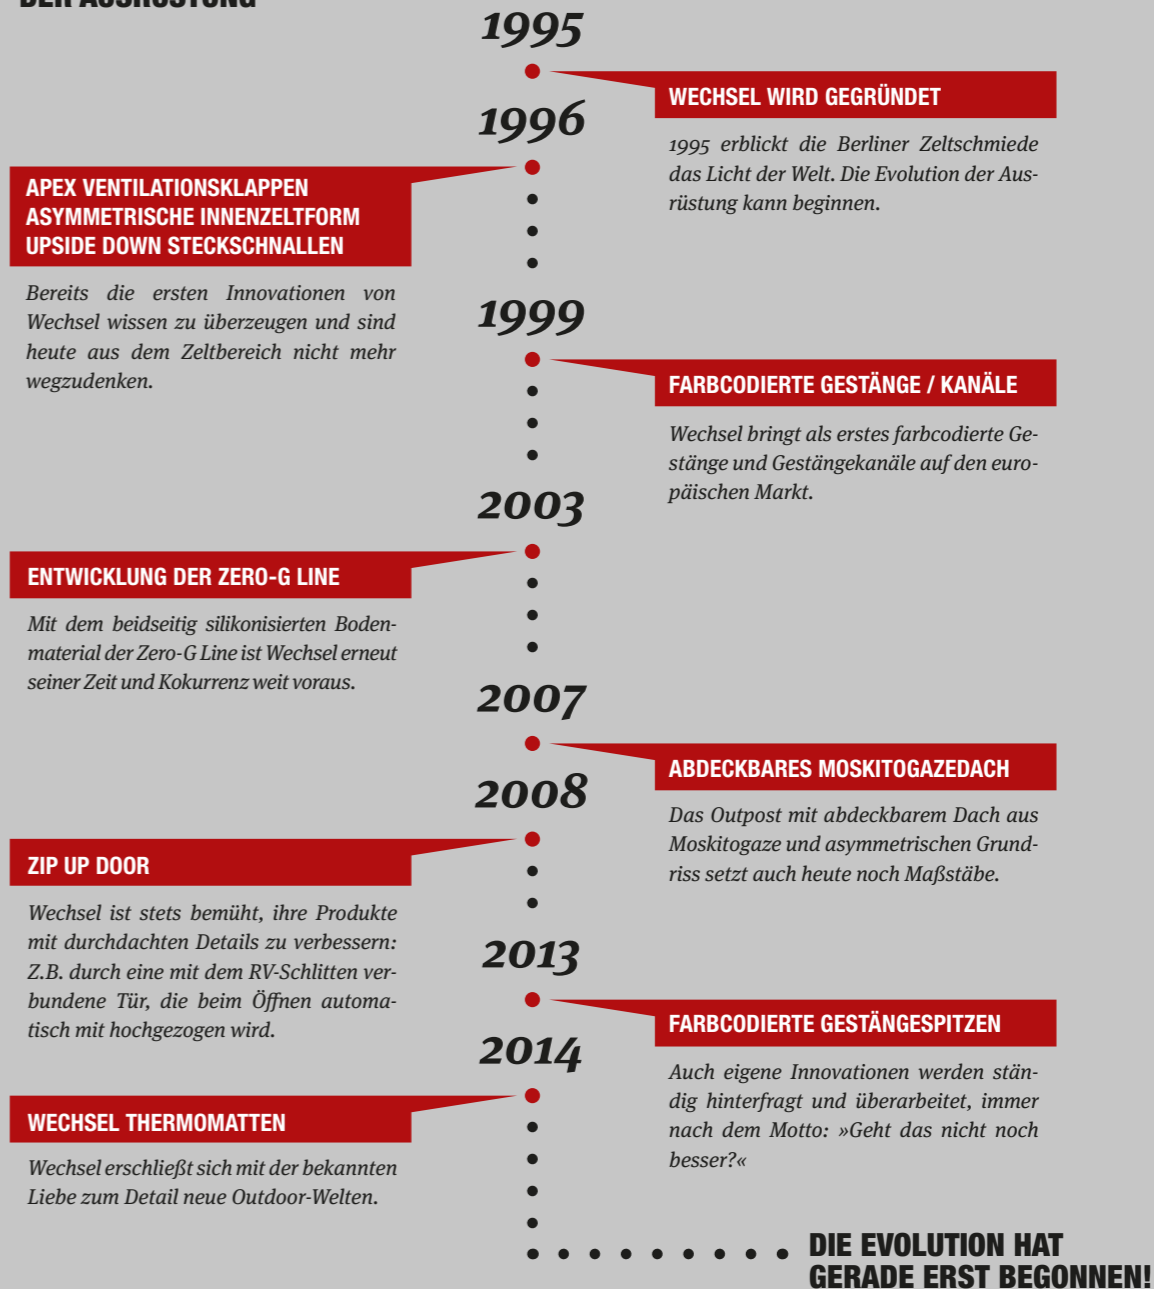 DER AUSRÜSTUNG
1995
WECHSEL WIRD GEGRÜNDET
1995 erblickt die Berliner Zeltschmiede
das Licht der Welt. Die Evolution der Aus-
rüstung kann beginnen.
1996
APEX VENTILATIONSKLAPPEN
ASYMMETRISCHE INNENZELTFORM
UPSIDE DOWN STECKSCHNALLEN
Bereits die ersten Innovationen von
Wechsel wissen zu überzeugen und sind
heute aus dem Zeltbereich nicht mehr
wegzudenken.
1999
FARBCODIERTE GESTÄNGE / KANÄLE
Wechsel bringt als erstes farbcodierte Ge-
stänge und Gestängekanäle auf den euro-
päischen Markt.
2003
ENTWICKLUNG DER ZERO-G LINE
Mit dem beidseitig silikonisierten Boden-
material der Zero-G Line ist Wechsel erneut
seiner Zeit und Kokurrenz weit voraus.
2007
ABDECKBARES MOSKITOGAZEDACH
Das Outpost mit abdeckbarem Dach aus
Moskitogaze und asymmetrischen Grund-
riss setzt auch heute noch Maßstäbe.
2008
ZIP UP DOOR
Wechsel ist stets bemüht, ihre Produkte
mit durchdachten Details zu verbessern:
Z.B. durch eine mit dem RV-Schlitten ver-
bundene Tür, die beim Öffnen automa-
tisch mit hochgezogen wird.
2013
FARBCODIERTE GESTÄNGESPITZEN
Auch eigene Innovationen werden stän-
dig hinterfragt und überarbeitet, immer
nach dem Motto: »Geht das nicht noch
besser?«
2014
WECHSEL THERMOMATTEN
Wechsel erschließt sich mit der bekannten
Liebe zum Detail neue Outdoor-Welten.
DIE EVOLUTION HAT
GERADE ERST BEGONNEN!